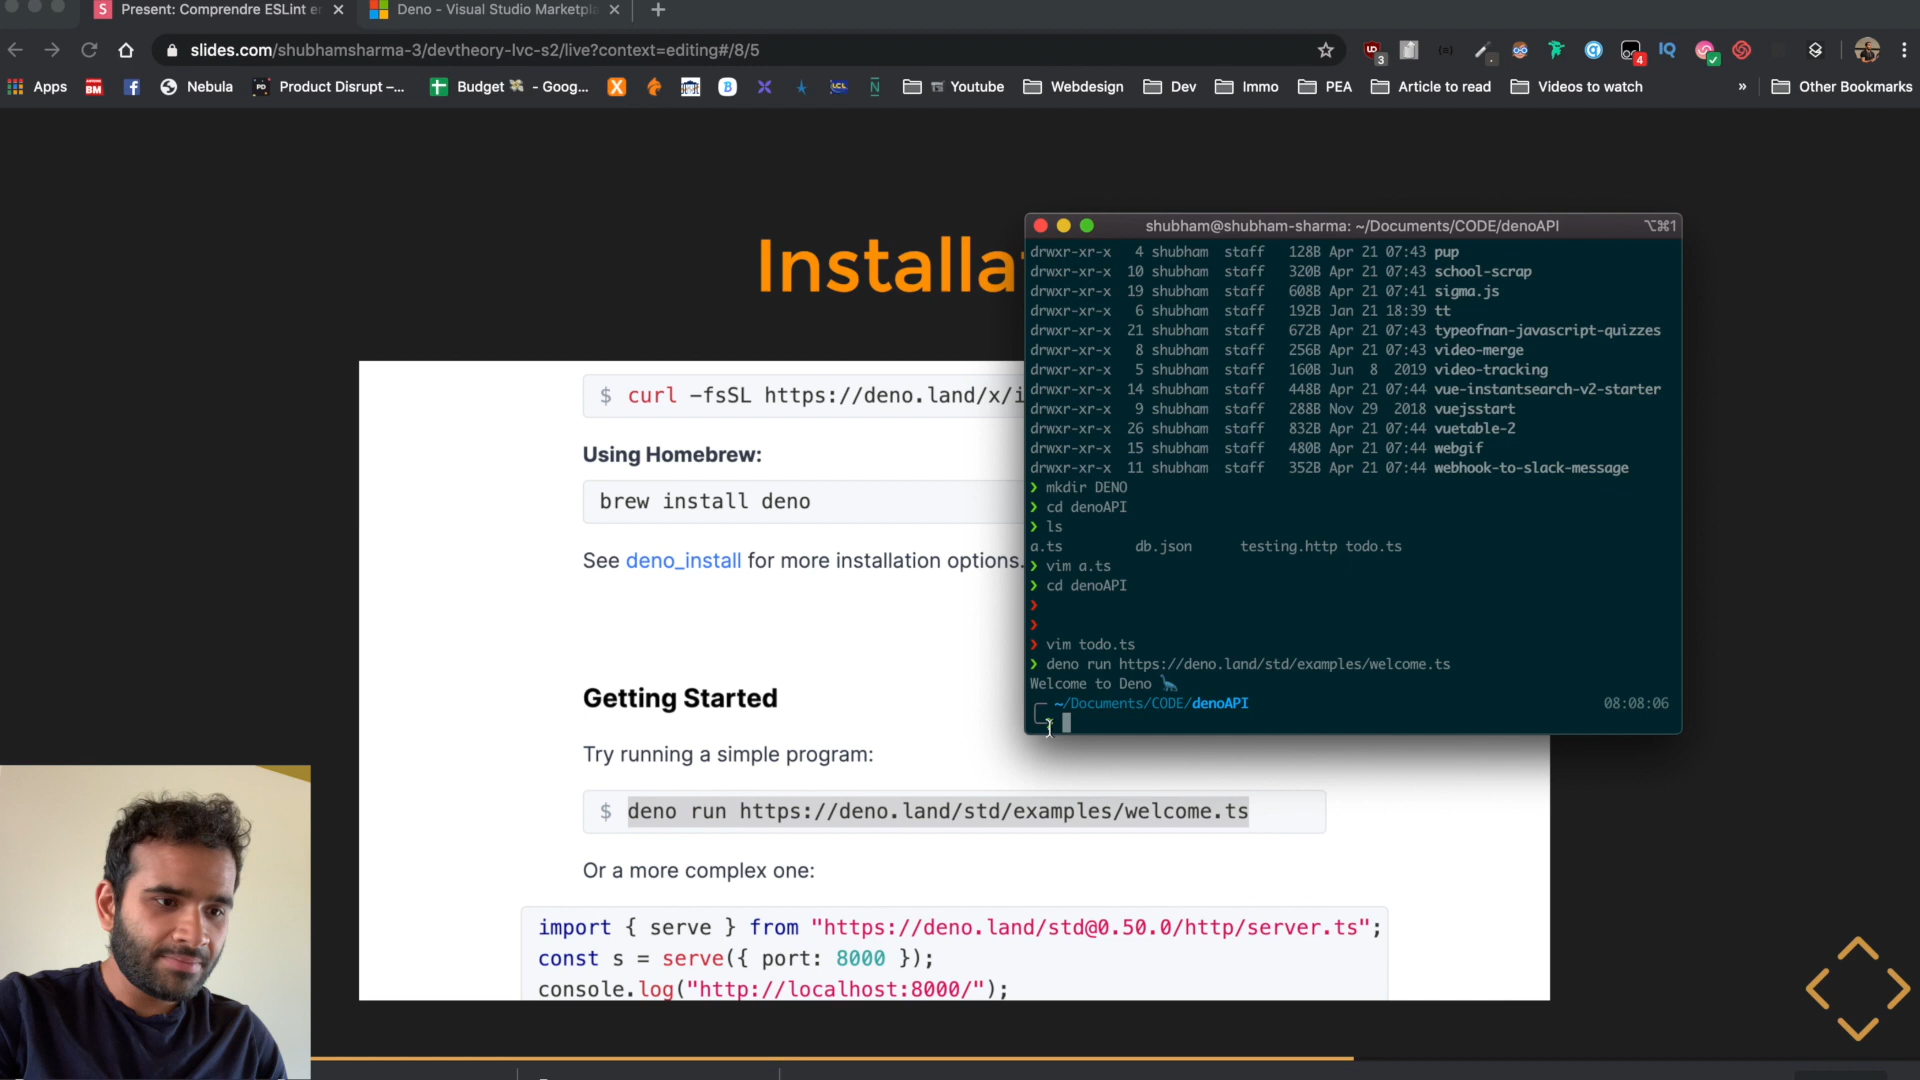 Present: Comprendre ESLint e
Deno - Visual Studio Marketpla
slides.com/shubhamsharma-3/devtheory-lvc-s2/live?context=editing#/8/5
3
4
IQ
Apps
BM
Nebula
PD
Product Disrupt –...
Budget 💸 - Goog...
LCL
Youtube
Webdesign
Dev
Immo
PEA
Article to read
Videos to watch
»
Other Bookmarks
Installa
$ curl -fsSL https://deno.land/x/i
Using Homebrew:
brew install deno
See deno_install for more installation options.
Getting Started
Try running a simple program:
$ deno run https://deno.land/std/examples/welcome.ts
Or a more complex one:
import { serve } from "https://deno.land/std@0.50.0/http/server.ts";
const s = serve({ port: 8000 });
console.log("http://localhost:8000/");
shubham@shubham-sharma: ~/Documents/CODE/denoAPI
⌥⌘1
drwxr-xr-x 4 shubham staff 128B Apr 21 07:43 pup
drwxr-xr-x 10 shubham staff 320B Apr 21 07:43 school-scrap
drwxr-xr-x 19 shubham staff 608B Apr 21 07:41 sigma.js
drwxr-xr-x 6 shubham staff 192B Jan 21 18:39 tt
drwxr-xr-x 21 shubham staff 672B Apr 21 07:43 typeofnan-javascript-quizzes
drwxr-xr-x 8 shubham staff 256B Apr 21 07:43 video-merge
drwxr-xr-x 5 shubham staff 160B Jun 8 2019 video-tracking
drwxr-xr-x 14 shubham staff 448B Apr 21 07:44 vue-instantsearch-v2-starter
drwxr-xr-x 9 shubham staff 288B Nov 29 2018 vuejsstart
drwxr-xr-x 26 shubham staff 832B Apr 21 07:44 vuetable-2
drwxr-xr-x 15 shubham staff 480B Apr 21 07:44 webgif
drwxr-xr-x 11 shubham staff 352B Apr 21 07:44 webhook-to-slack-message
❯ mkdir DENO
❯ cd denoAPI
❯ ls
a.ts db.json testing.http todo.ts
❯ vim a.ts
❯ cd denoAPI
❯
❯
❯ vim todo.ts
❯ deno run https://deno.land/std/examples/welcome.ts
Welcome to Deno 🦕
~/Documents/CODE/denoAPI 08:08:06